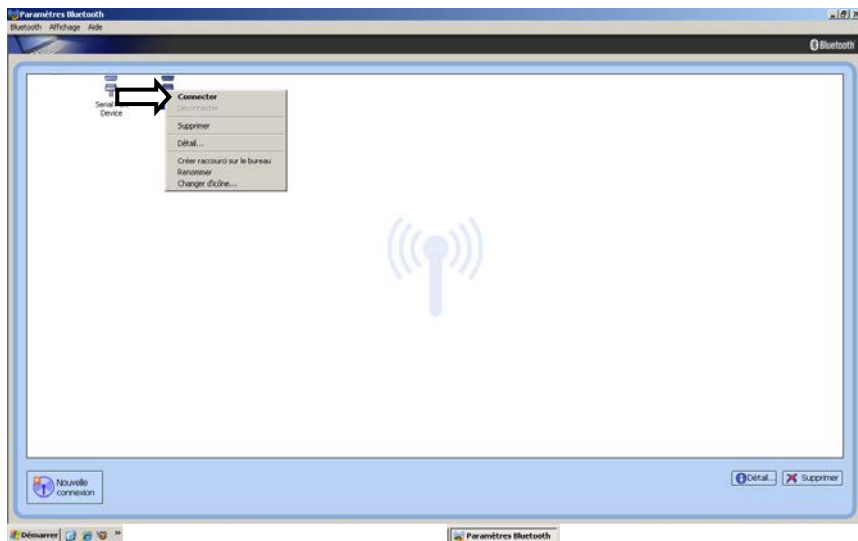 Paramètres Bluetooth
Bluetooth Affichage Aide
Bluetooth
Serial
Device
Connecter
Déconnecter
Supprimer
Détail...
Créer raccourci sur le bureau
Renommer
Changer d'icône...
Nouvelle
connexion
Détail...
Supprimer
Démarrer
Paramètres Bluetooth